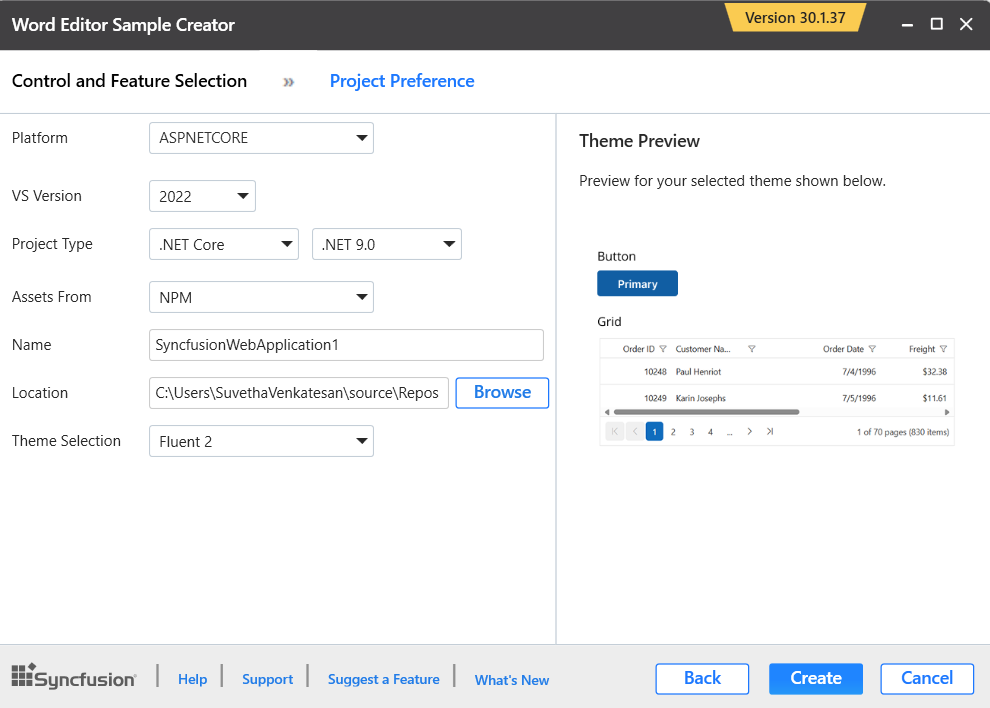 Word Editor Sample Creator
Version 30.1.37
Control and Feature Selection » Project Preference
Platform ASPNETCORE
VS Version 2022
Project Type .NET Core .NET 9.0
Assets From NPM
Name SyncfusionWebApplication1
Location C:\Users\SuvethaVenkatesan\source\Repos Browse
Theme Selection Fluent 2
Theme Preview
Preview for your selected theme shown below.
Button
Primary
Grid
Order ID Customer Na... Order Date Freight
10248 Paul Henriot 7/4/1996 $32.38
10249 Karin Josephs 7/5/1996 $11.61
1 2 3 4 ... 1 of 70 pages (830 items)
Syncfusion Help Support Suggest a Feature What's New Back Create Cancel